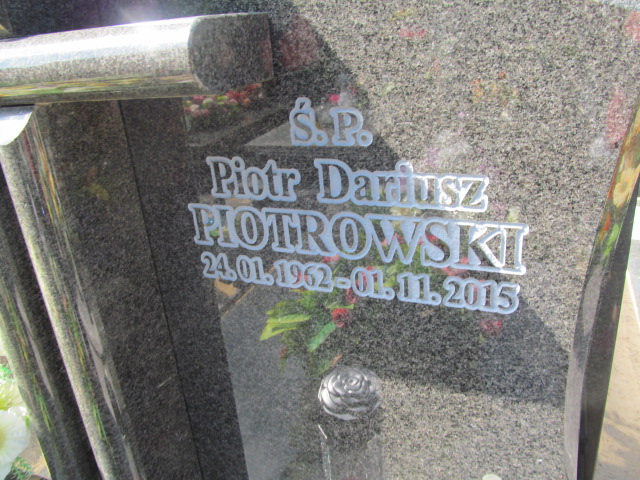 Ś. P.
Piotr Dariusz
PIOTROWSKI
24. 01. 1962 - 01. 11. 2015